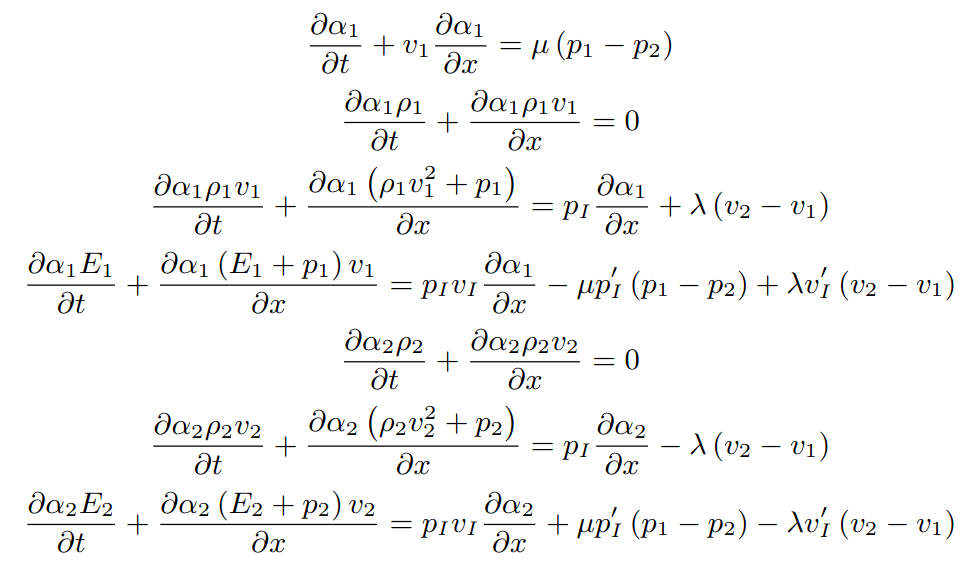 ∂α₁/∂t + v₁ ∂α₁/∂x = μ (p₁ − p₂)
∂α₁ρ₁/∂t + ∂α₁ρ₁v₁/∂x = 0
∂α₁ρ₁v₁/∂t + ∂α₁ (ρ₁v₁² + p₁)/∂x = p_I ∂α₁/∂x + λ (v₂ − v₁)
∂α₁E₁/∂t + ∂α₁ (E₁ + p₁) v₁/∂x = p_I v_I ∂α₁/∂x − μp′_I (p₁ − p₂) + λv′_I (v₂ − v₁)
∂α₂ρ₂/∂t + ∂α₂ρ₂v₂/∂x = 0
∂α₂ρ₂v₂/∂t + ∂α₂ (ρ₂v₂² + p₂)/∂x = p_I ∂α₂/∂x − λ (v₂ − v₁)
∂α₂E₂/∂t + ∂α₂ (E₂ + p₂) v₂/∂x = p_I v_I ∂α₂/∂x + μp′_I (p₁ − p₂) − λv′_I (v₂ − v₁)